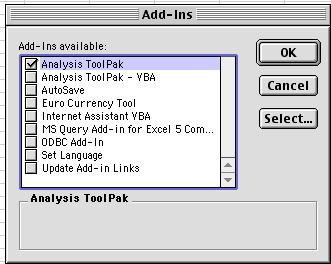 Add-Ins
Add-Ins available:
Analysis ToolPak
Analysis ToolPak - VBA
AutoSave
Euro Currency Tool
Internet Assistant VBA
MS Query Add-in for Excel 5 Com...
ODBC Add-In
Set Language
Update Add-in Links
OK
Cancel
Select...
Analysis ToolPak